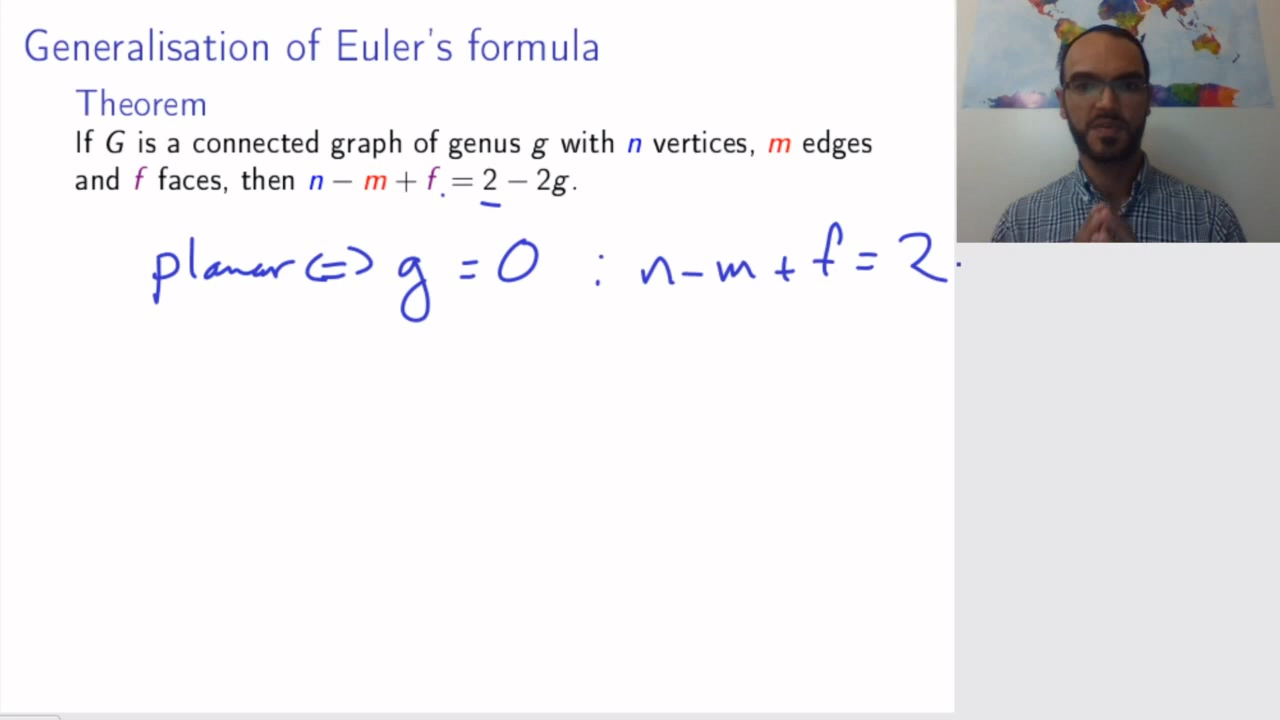 Generalisation of Euler's formula
Theorem
If G is a connected graph of genus g with n vertices, m edges
and f faces, then n − m + f = 2 − 2g.
planar <=> g = 0 : n - m + f = 2.